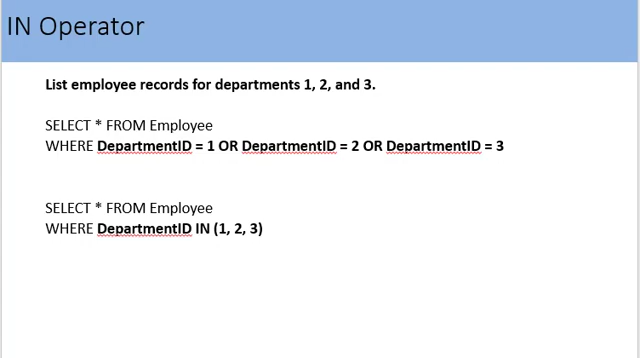 IN Operator
List employee records for departments 1, 2, and 3.
SELECT * FROM Employee
WHERE DepartmentID = 1 OR DepartmentID = 2 OR DepartmentID = 3
SELECT * FROM Employee
WHERE DepartmentID IN (1, 2, 3)